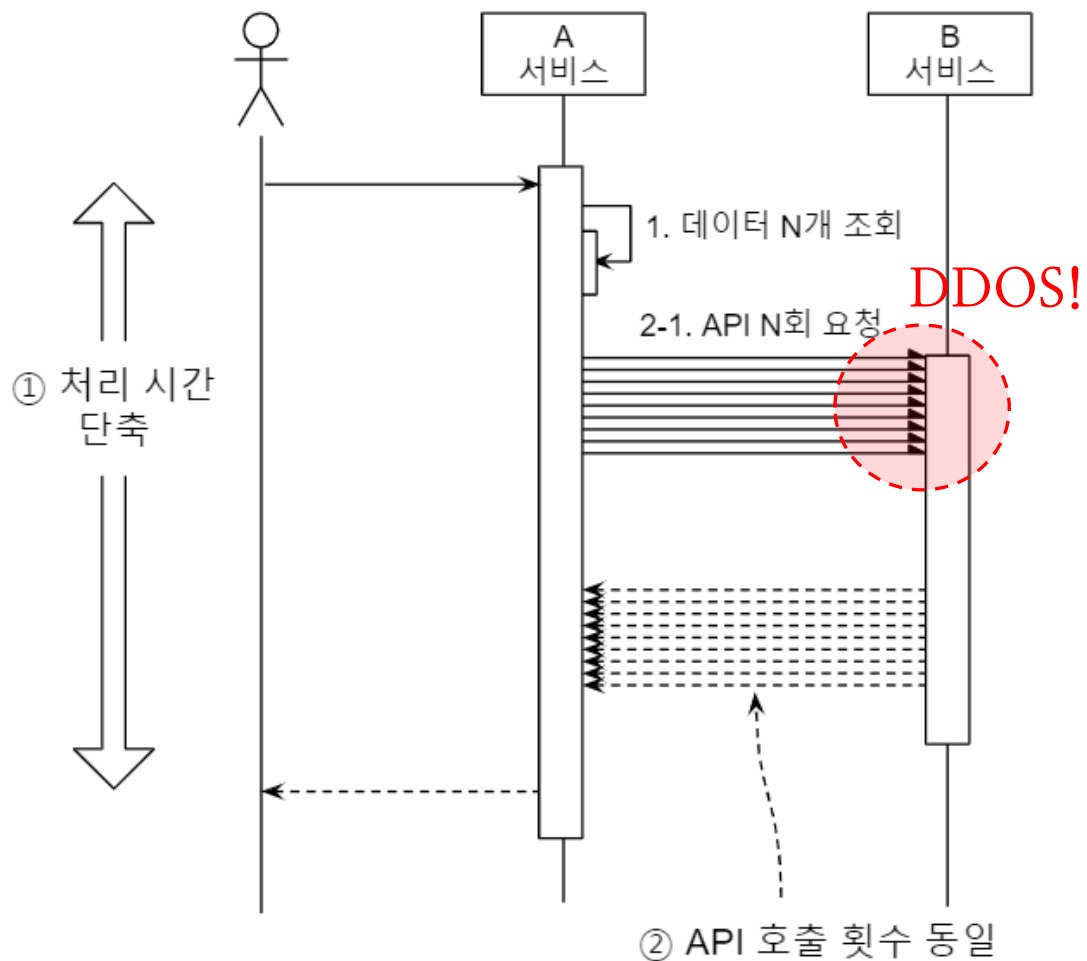 A
서비스
B
서비스
1. 데이터 N개 조회
DDOS!
2-1. API N회 요청
① 처리 시간
단축
② API 호출 횟수 동일